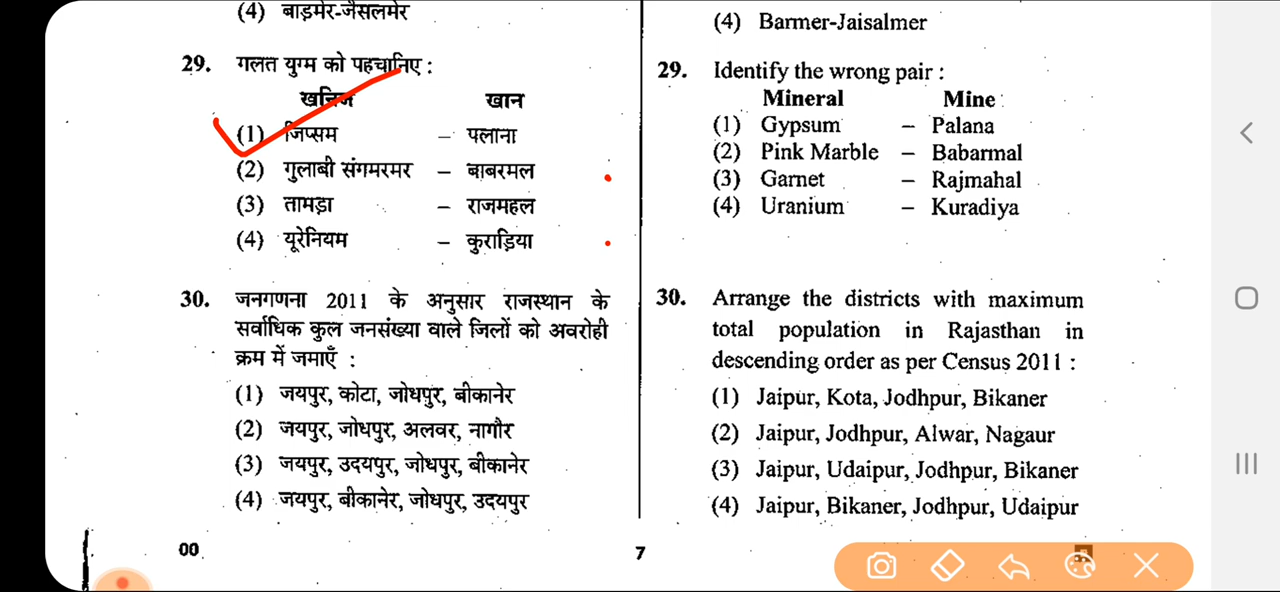 (4) बाड़मेर-जैसलमेर
29. गलत युग्म को पहचानिए :
खनिज खान
(1) जिप्सम – पलाना
(2) गुलाबी संगमरमर – बाबरमल
(3) तामड़ा – राजमहल
(4) यूरेनियम – कुराड़िया
30. जनगणना 2011 के अनुसार राजस्थान के
सर्वाधिक कुल जनसंख्या वाले जिलों को अवरोही
क्रम में जमाएँ :
(1) जयपुर, कोटा, जोधपुर, बीकानेर
(2) जयपुर, जोधपुर, अलवर, नागौर
(3) जयपुर, उदयपुर, जोधपुर, बीकानेर
(4) जयपुर, बीकानेर, जोधपुर, उदयपुर
(4) Barmer-Jaisalmer
29. Identify the wrong pair :
Mineral Mine
(1) Gypsum – Palana
(2) Pink Marble – Babarmal
(3) Garnet – Rajmahal
(4) Uranium – Kuradiya
30. Arrange the districts with maximum
total population in Rajasthan in
descending order as per Census 2011 :
(1) Jaipur, Kota, Jodhpur, Bikaner
(2) Jaipur, Jodhpur, Alwar, Nagaur
(3) Jaipur, Udaipur, Jodhpur, Bikaner
(4) Jaipur, Bikaner, Jodhpur, Udaipur
00 7